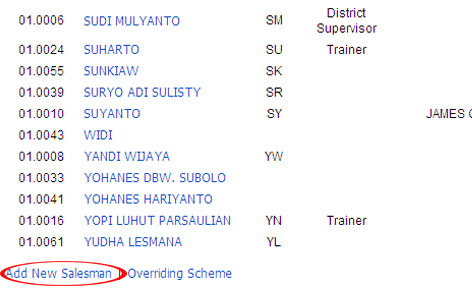 01.0006 SUDI MULYANTO SM District
Supervisor
01.0024 SUHARTO SU Trainer
01.0055 SUNKIAW SK
01.0039 SURYO ADI SULISTY SR
01.0010 SUYANTO SY JAMES
01.0043 WIDI
01.0008 YANDI WIJAYA YW
01.0033 YOHANES DBW. SUBOLO
01.0041 YOHANES HARIYANTO
01.0016 YOPI LUHUT PARSAULIAN YN Trainer
01.0061 YUDHA LESMANA YL
Add New Salesman | Overriding Scheme